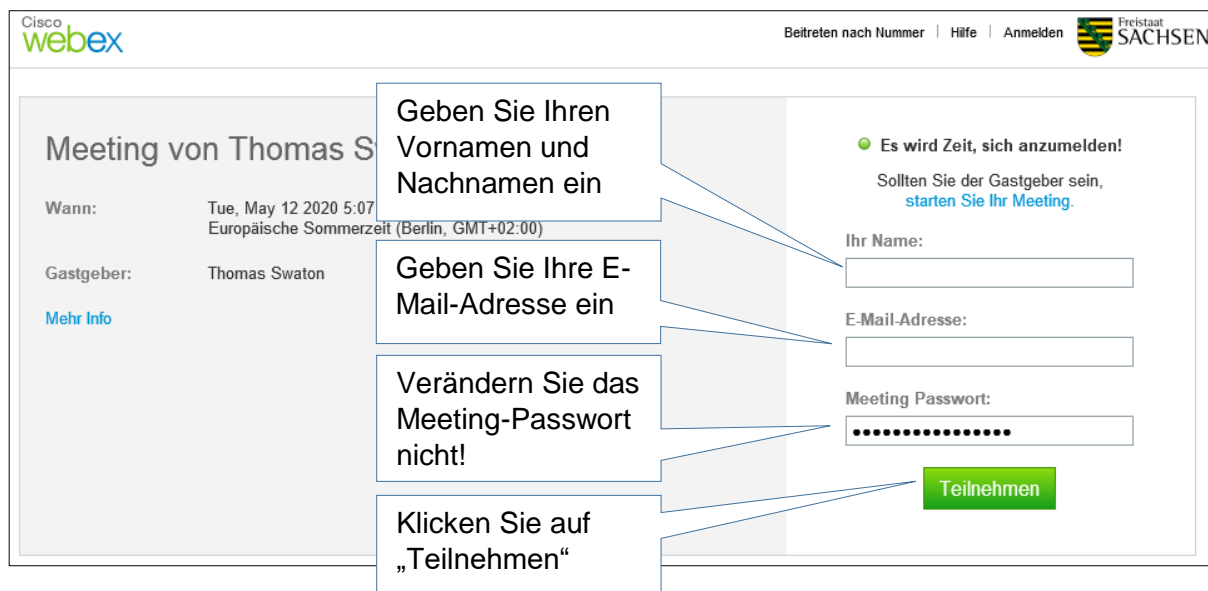 Cisco
webex
Beitreten nach Nummer | Hilfe | Anmelden
Freistaat
SACHSEN
Meeting von Thomas S
Wann: Tue, May 12 2020 5:07
Europäische Sommerzeit (Berlin, GMT+02:00)
Gastgeber: Thomas Swaton
Mehr Info
Geben Sie Ihren
Vornamen und
Nachnamen ein
Geben Sie Ihre E-
Mail-Adresse ein
Verändern Sie das
Meeting-Passwort
nicht!
Klicken Sie auf
„Teilnehmen“
Es wird Zeit, sich anzumelden!
Sollten Sie der Gastgeber sein,
starten Sie Ihr Meeting.
Ihr Name:
E-Mail-Adresse:
Meeting Passwort:
••••••••••••••••
Teilnehmen